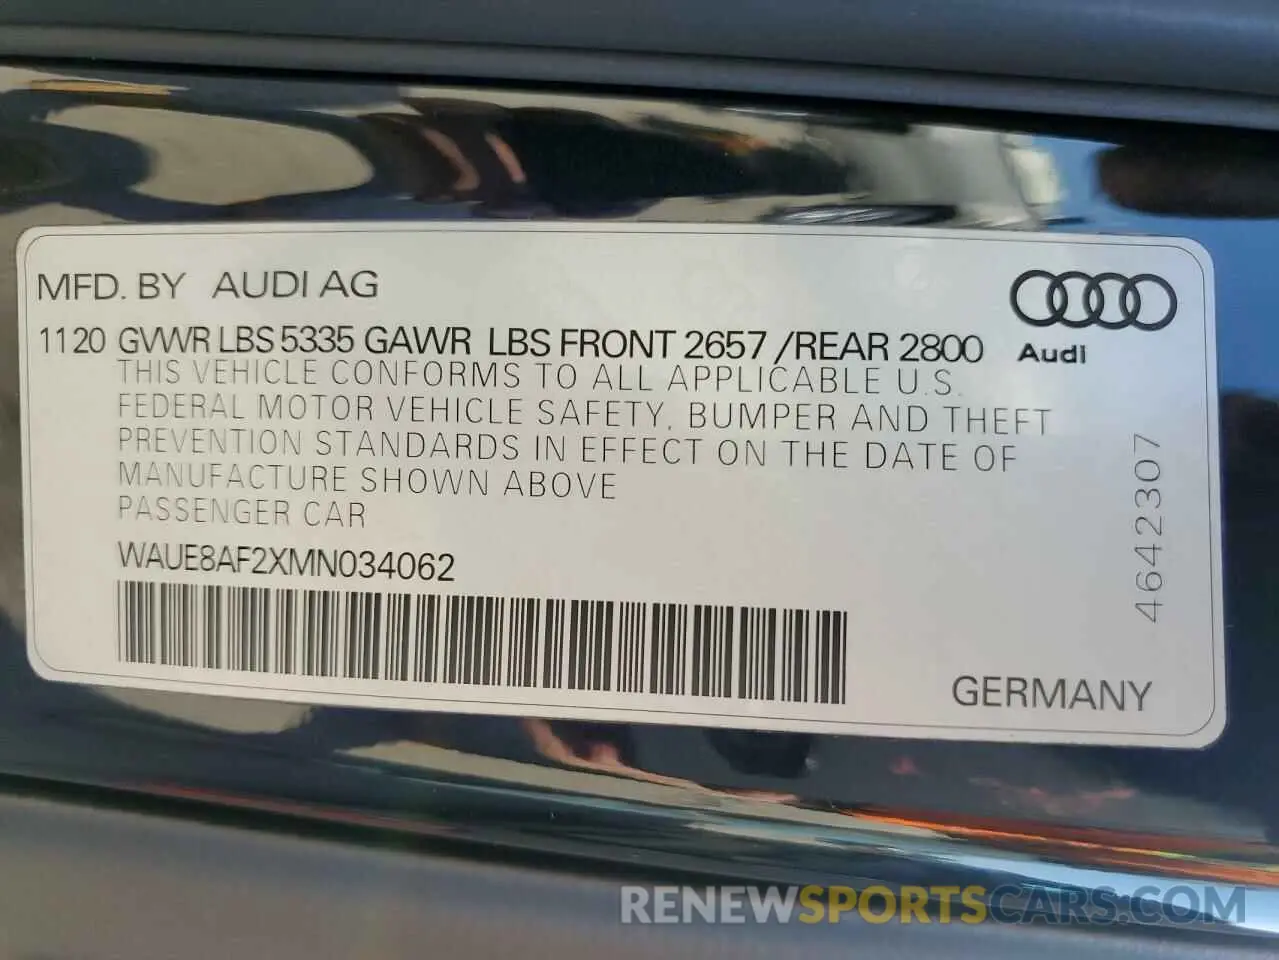 MFD. BY AUDI AG
1120 GVWR LBS 5335 GAWR LBS FRONT 2657 /REAR 2800
Audi
THIS VEHICLE CONFORMS TO ALL APPLICABLE U.S.
FEDERAL MOTOR VEHICLE SAFETY, BUMPER AND THEFT
PREVENTION STANDARDS IN EFFECT ON THE DATE OF
MANUFACTURE SHOWN ABOVE
PASSENGER CAR
WAUE8AF2XMN034062
4642307
GERMANY
RENEWSPORTSCARS.COM